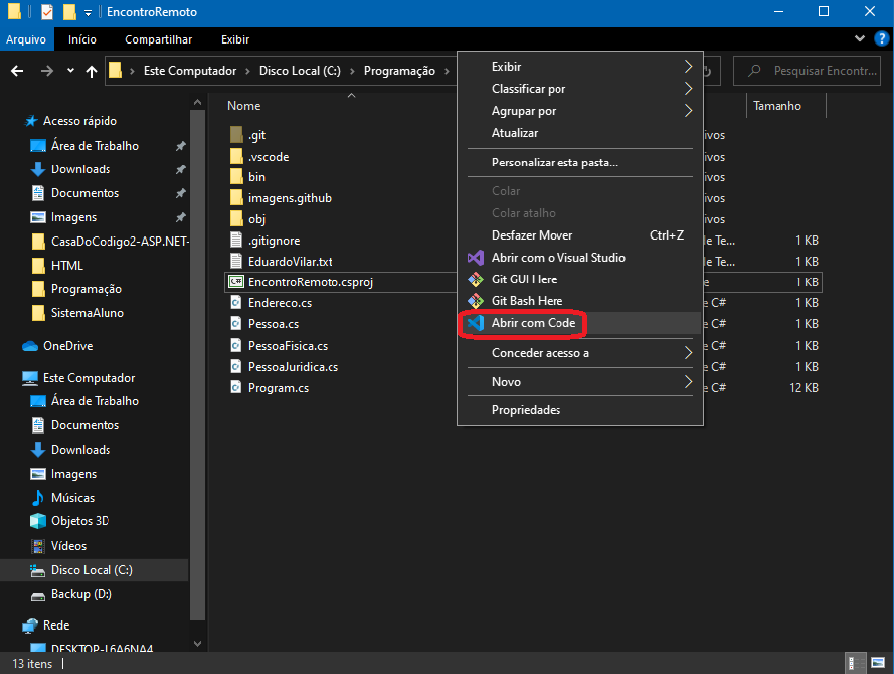 EncontroRemoto
Arquivo Início Compartilhar Exibir
Este Computador Disco Local (C:) Programação
Pesquisar Encontr...
Acesso rápido
Área de Trabalho
Downloads
Documentos
Imagens
CasaDoCodigo2-ASP.NET-
HTML
Programação
SistemaAluno
OneDrive
Este Computador
Área de Trabalho
Documentos
Downloads
Imagens
Músicas
Objetos 3D
Vídeos
Disco Local (C:)
Backup (D:)
Rede
DESKTOP-L6A6NA4
Nome
Tamanho
.git
.vscode
bin
imagens.github
obj
.gitignore
EduardoVilar.txt
EncontroRemoto.csproj
Endereco.cs
Pessoa.cs
PessoaFisica.cs
PessoaJuridica.cs
Program.cs
Exibir
Classificar por
Agrupar por
Atualizar
Personalizar esta pasta...
Colar
Colar atalho
Desfazer Mover Ctrl+Z
Abrir com o Visual Studio
Git GUI Here
Git Bash Here
Abrir com Code
Conceder acesso a
Novo
Propriedades
ivos
ivos
ivos
ivos
ivos
e Te... 1 KB
e Te... 1 KB
e 1 KB
e C# 1 KB
e C# 1 KB
e C# 1 KB
e C# 1 KB
e C# 12 KB
13 itens